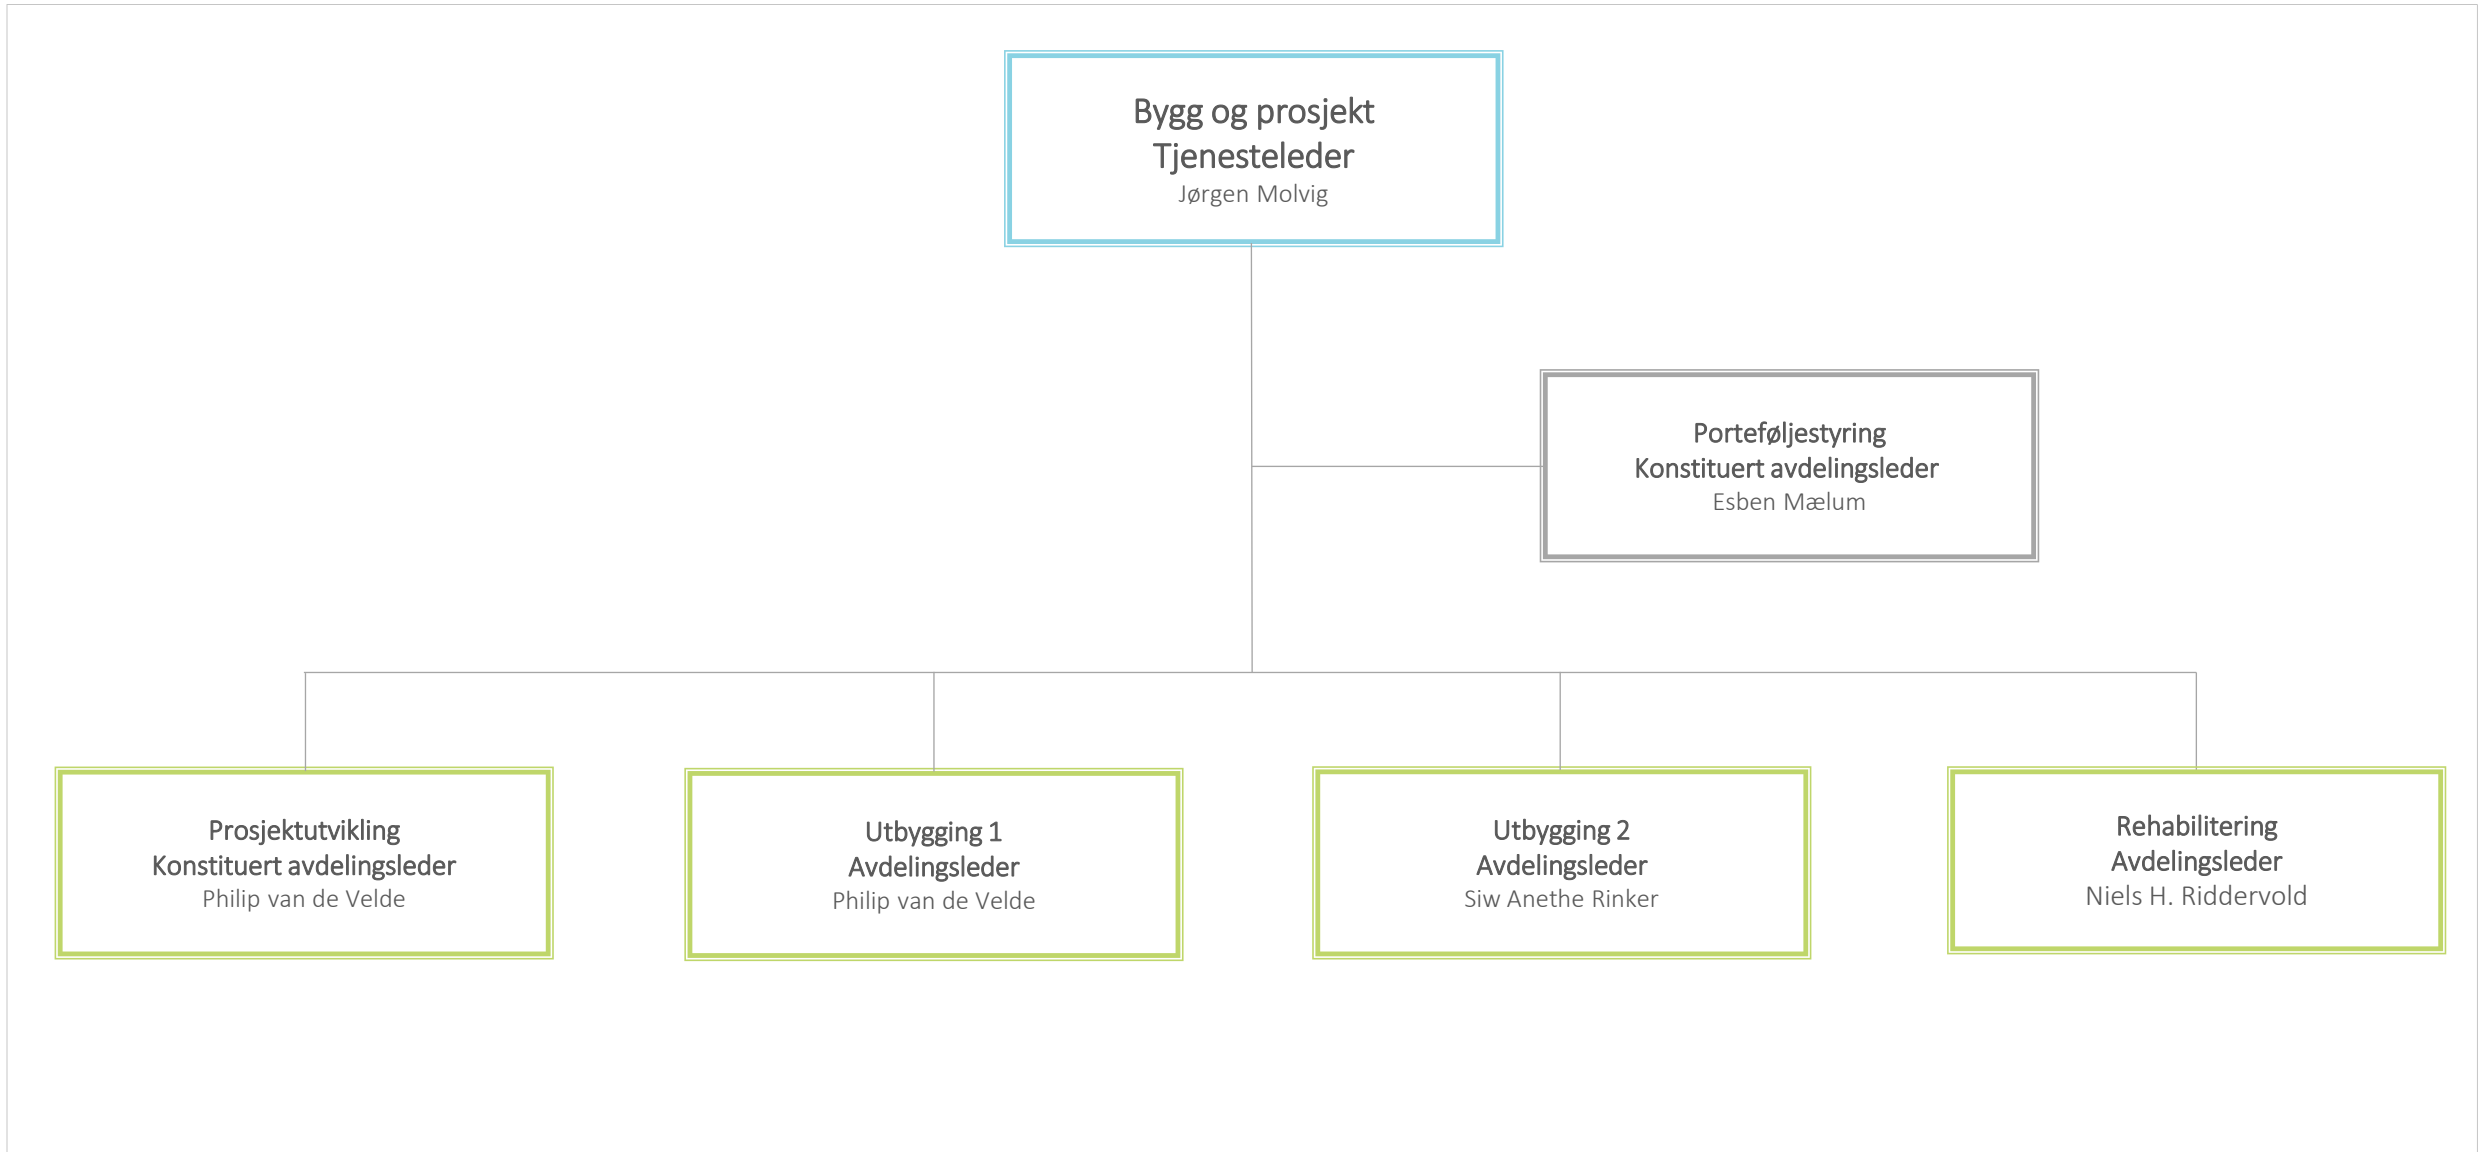 Bygg og prosjekt
Tjenesteleder
Jørgen Molvig
Porteføljestyring
Konstituert avdelingsleder
Esben Mælum
Prosjektutvikling
Konstituert avdelingsleder
Philip van de Velde
Utbygging 1
Avdelingsleder
Philip van de Velde
Utbygging 2
Avdelingsleder
Siw Anethe Rinker
Rehabilitering
Avdelingsleder
Niels H. Riddervold